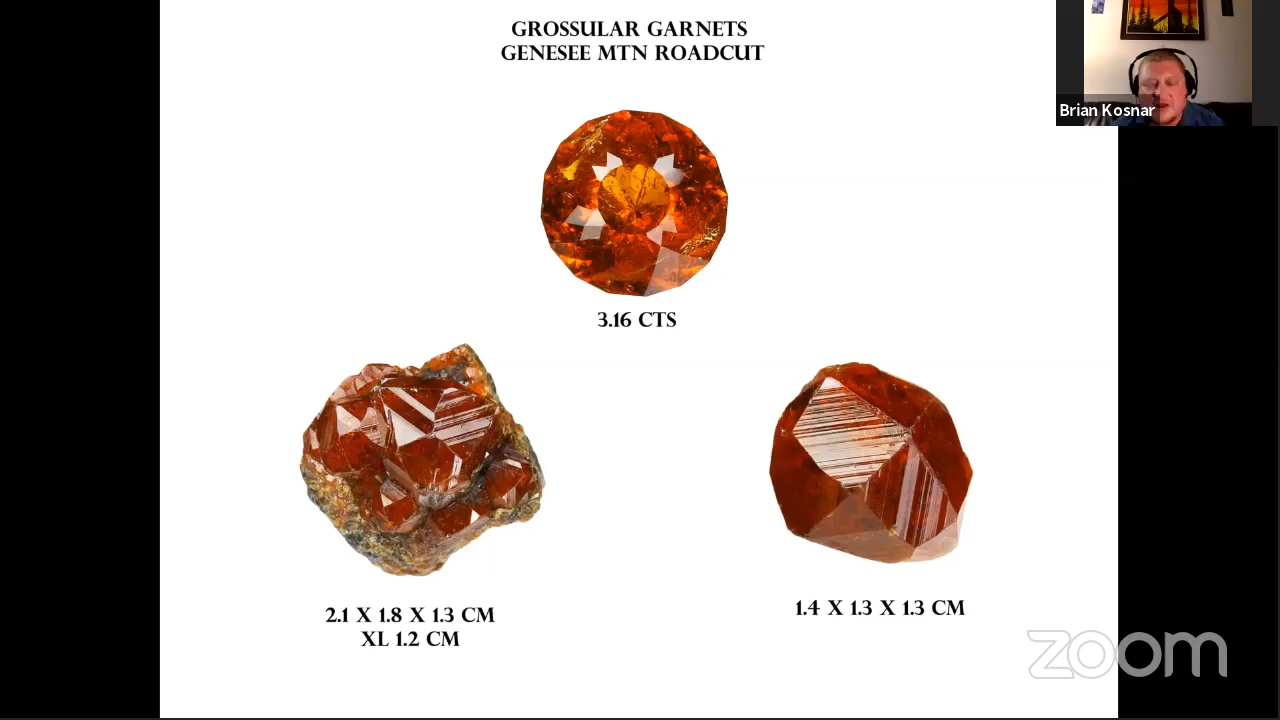 GROSSULAR GARNETS
GENESEE MTN ROADCUT
Brian Kosnar
3.16 CTS
2.1 X 1.8 X 1.3 CM
XL 1.2 CM
1.4 X 1.3 X 1.3 CM
zoom